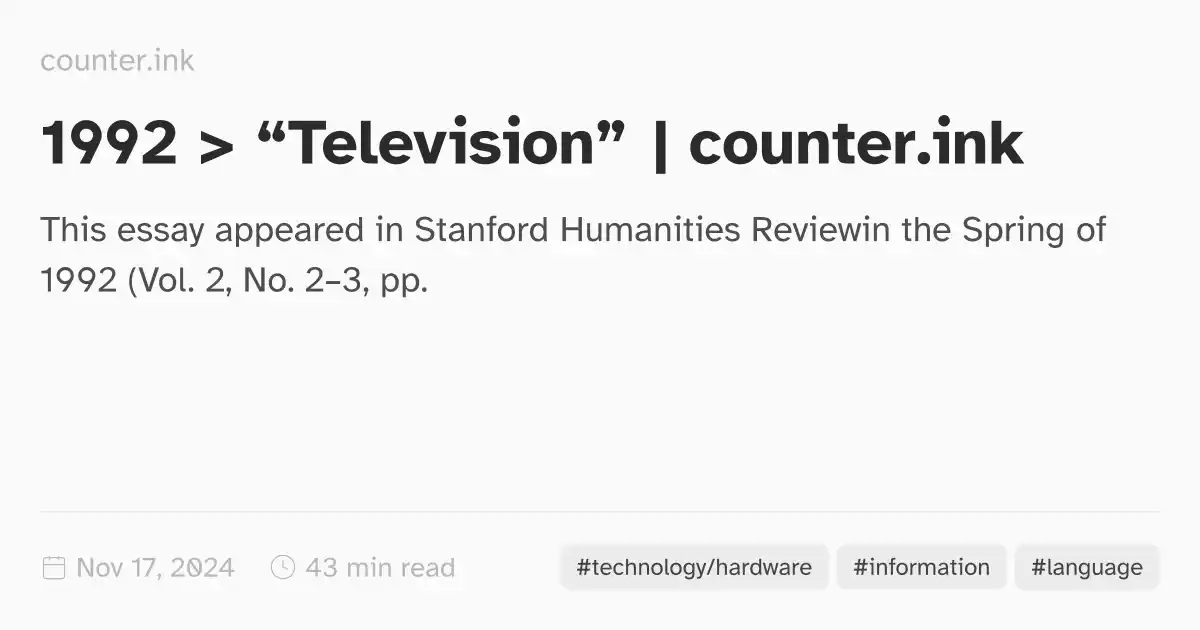 counter.ink
1992 > “Television” | counter.ink
This essay appeared in Stanford Humanities Reviewin the Spring of
1992 (Vol. 2, No. 2–3, pp.
Nov 17, 2024 43 min read #technology/hardware #information #language